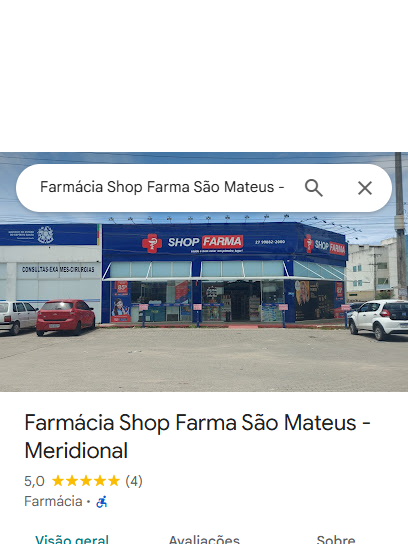 Farmácia Shop Farma São Mateus -
CONSULTAS-EXAMES-CIRURGIAS
SHOP FARMA
27 99862-2000
SHOP FARMA
Farmácia Shop Farma São Mateus -
Meridional
5,0 (4)
Farmácia ·
Visão geral Avaliações Sobre